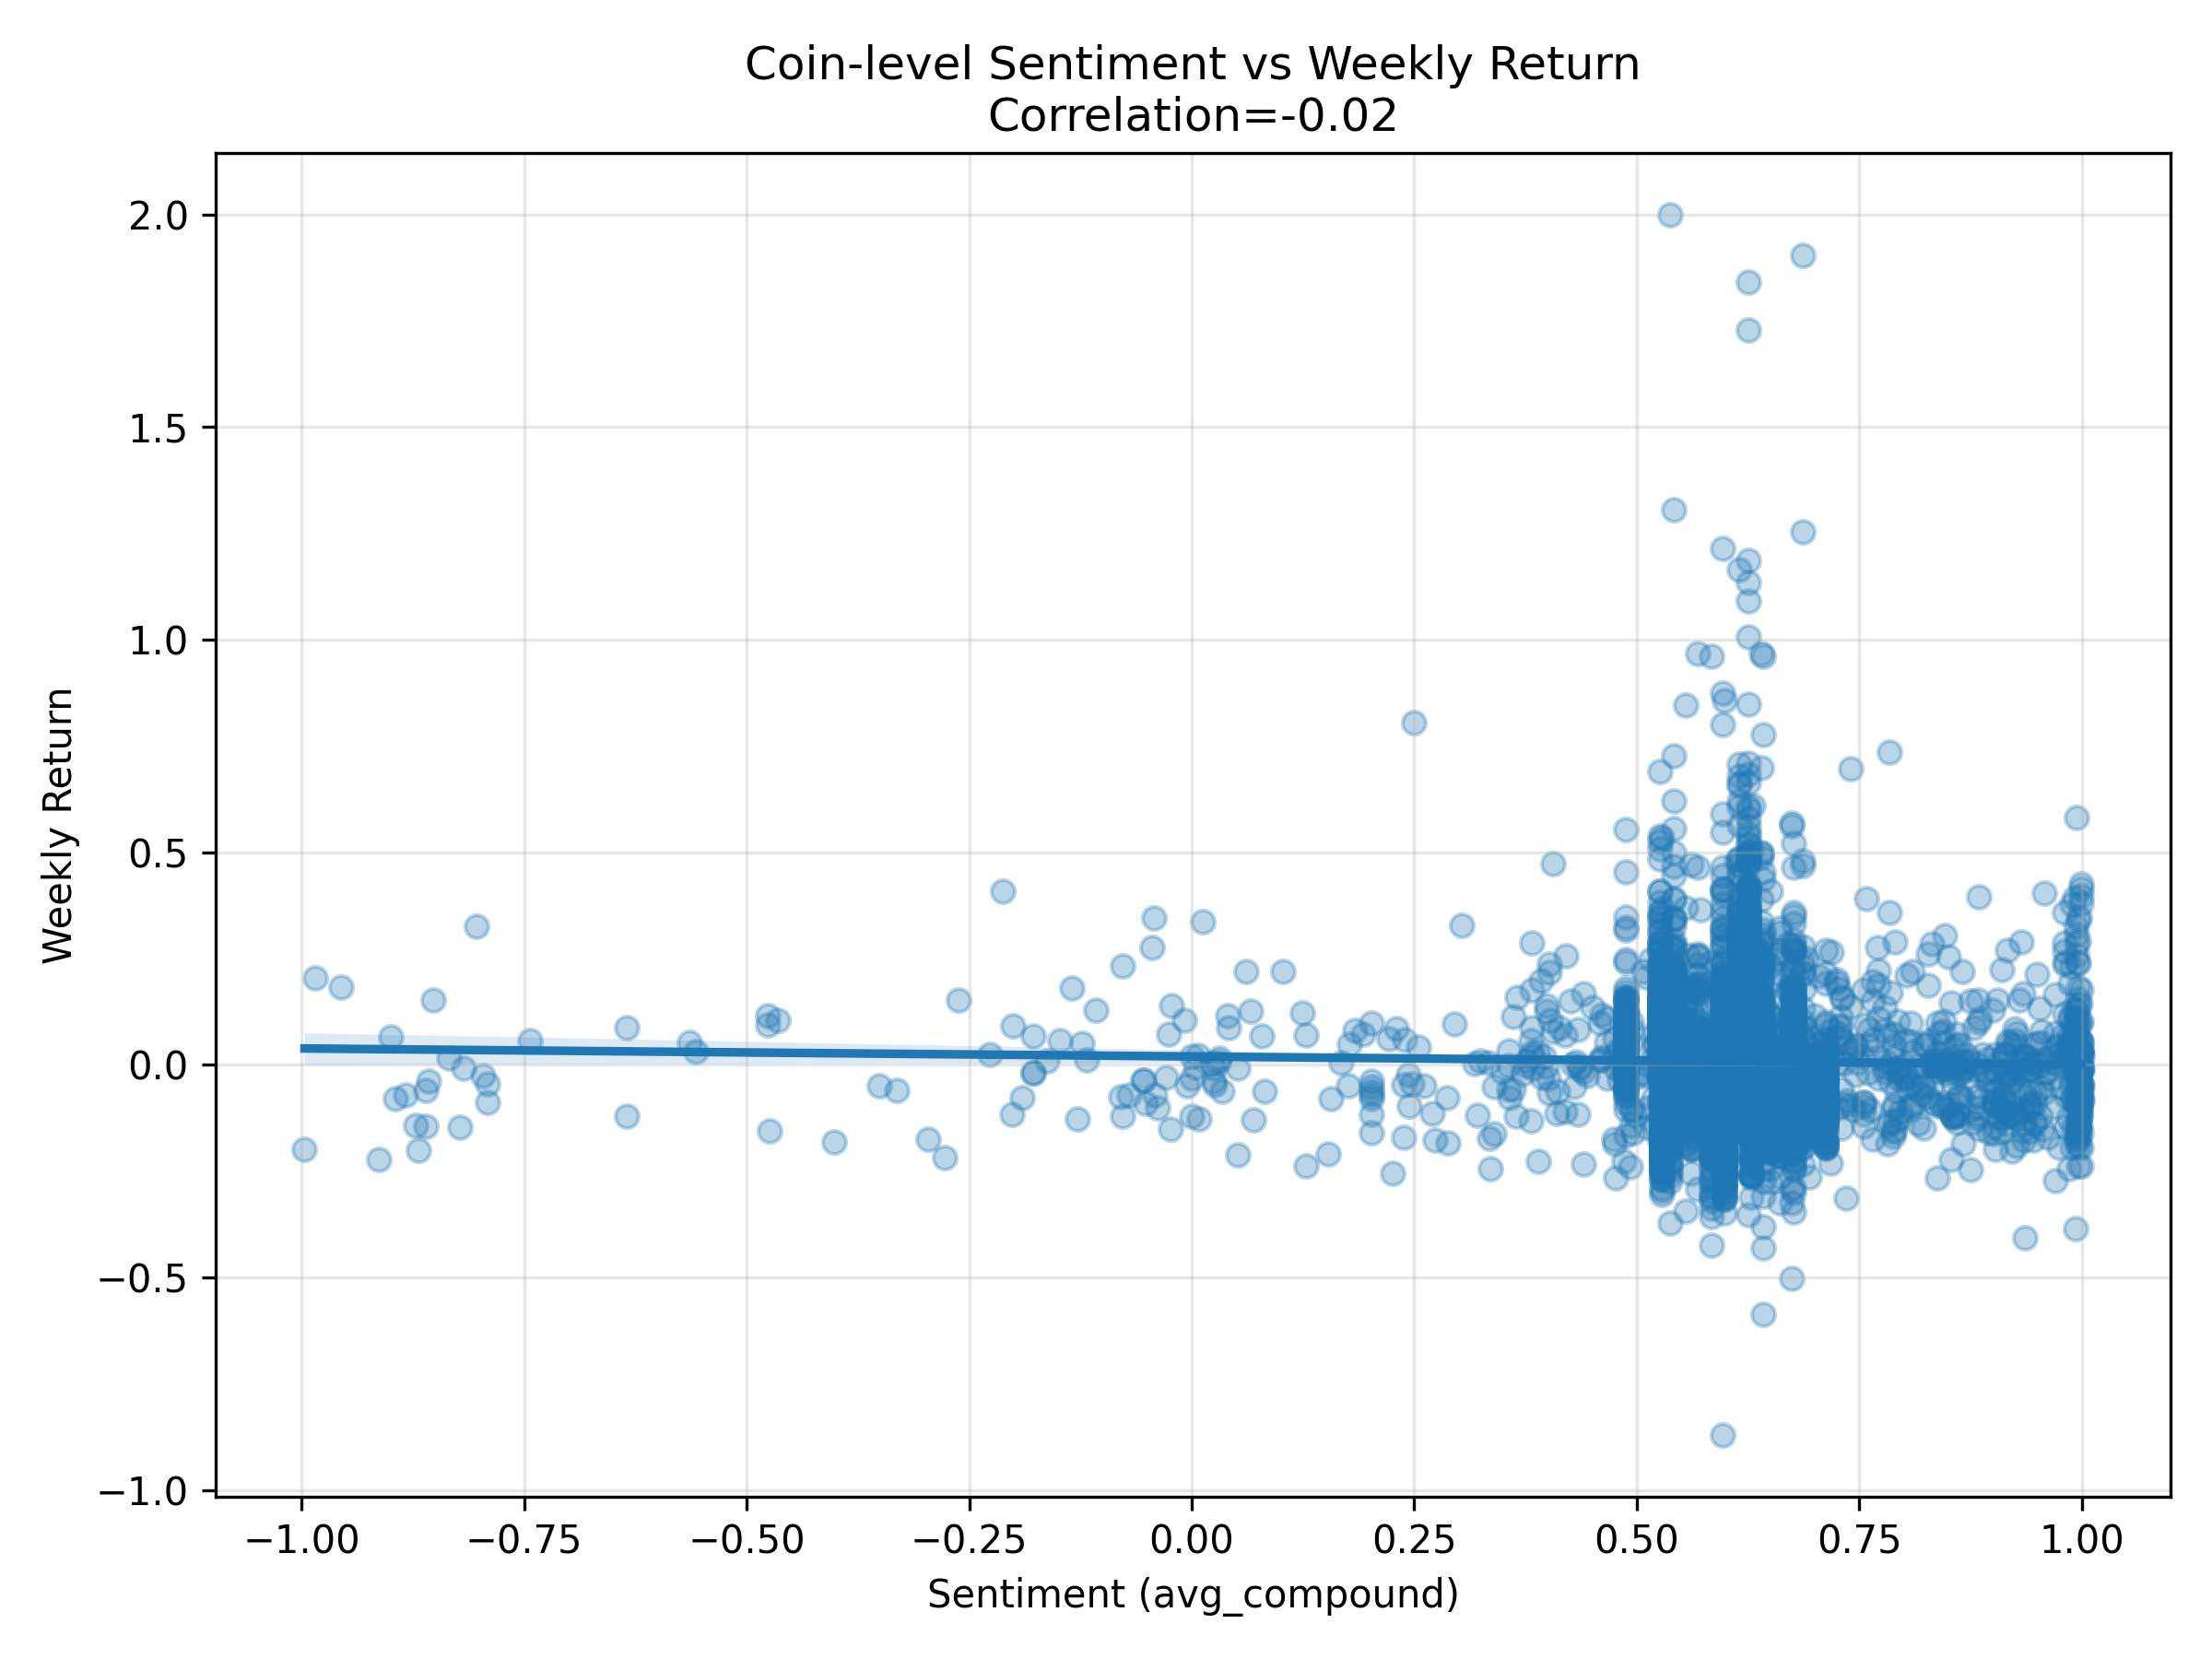 Coin-level Sentiment vs Weekly Return
Correlation=-0.02
Weekly Return
2.0
1.5
1.0
0.5
0.0
−0.5
−1.0
−1.00 −0.75 −0.50 −0.25 0.00 0.25 0.50 0.75 1.00
Sentiment (avg_compound)